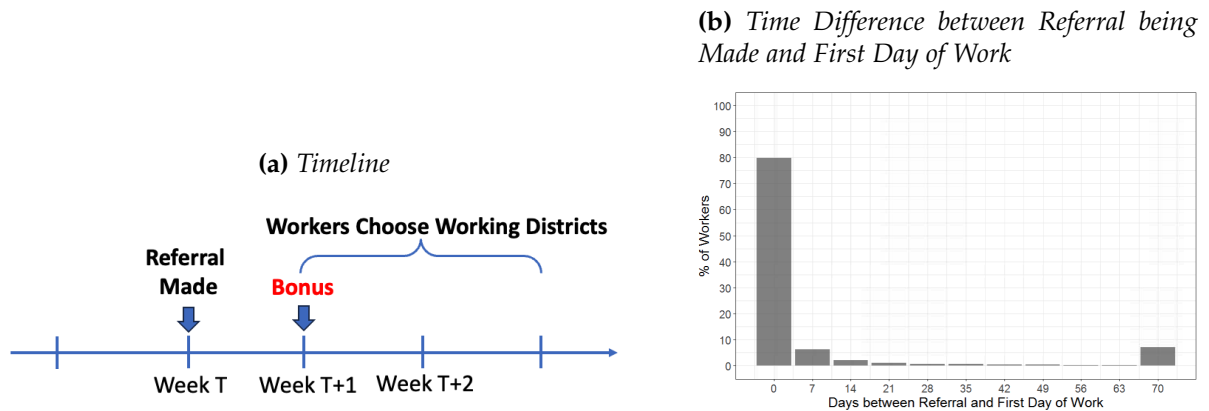 (a) Timeline
Workers Choose Working Districts
Referral
Made
Bonus
Week T
Week T+1
Week T+2
(b) Time Difference between Referral being
Made and First Day of Work
% of Workers
100
90
80
70
60
50
40
30
20
10
0
0 7 14 21 28 35 42 49 56 63 70
Days between Referral and First Day of Work